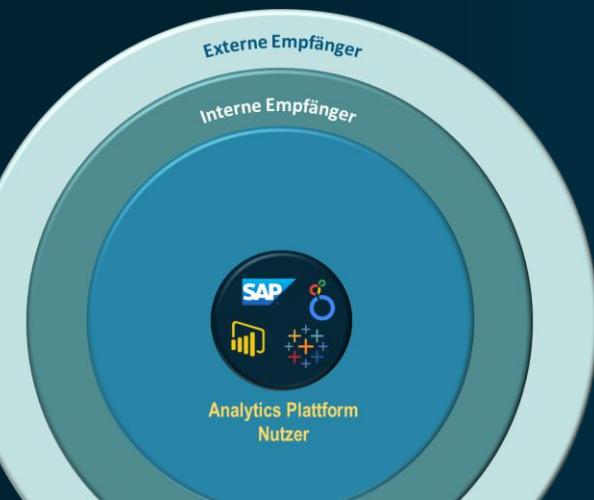 Externe Empfänger
Interne Empfänger
SAP
Analytics Plattform
Nutzer